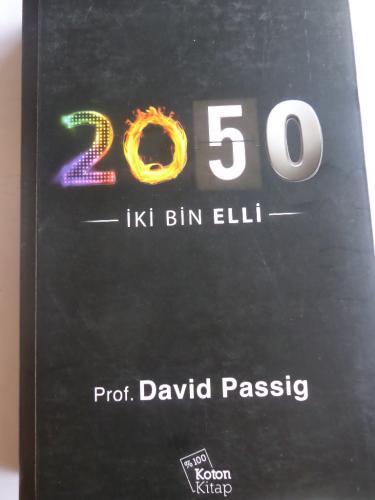 2050
İKİ BİN ELLİ
Prof. David Passig
%100
Koton
Kitap